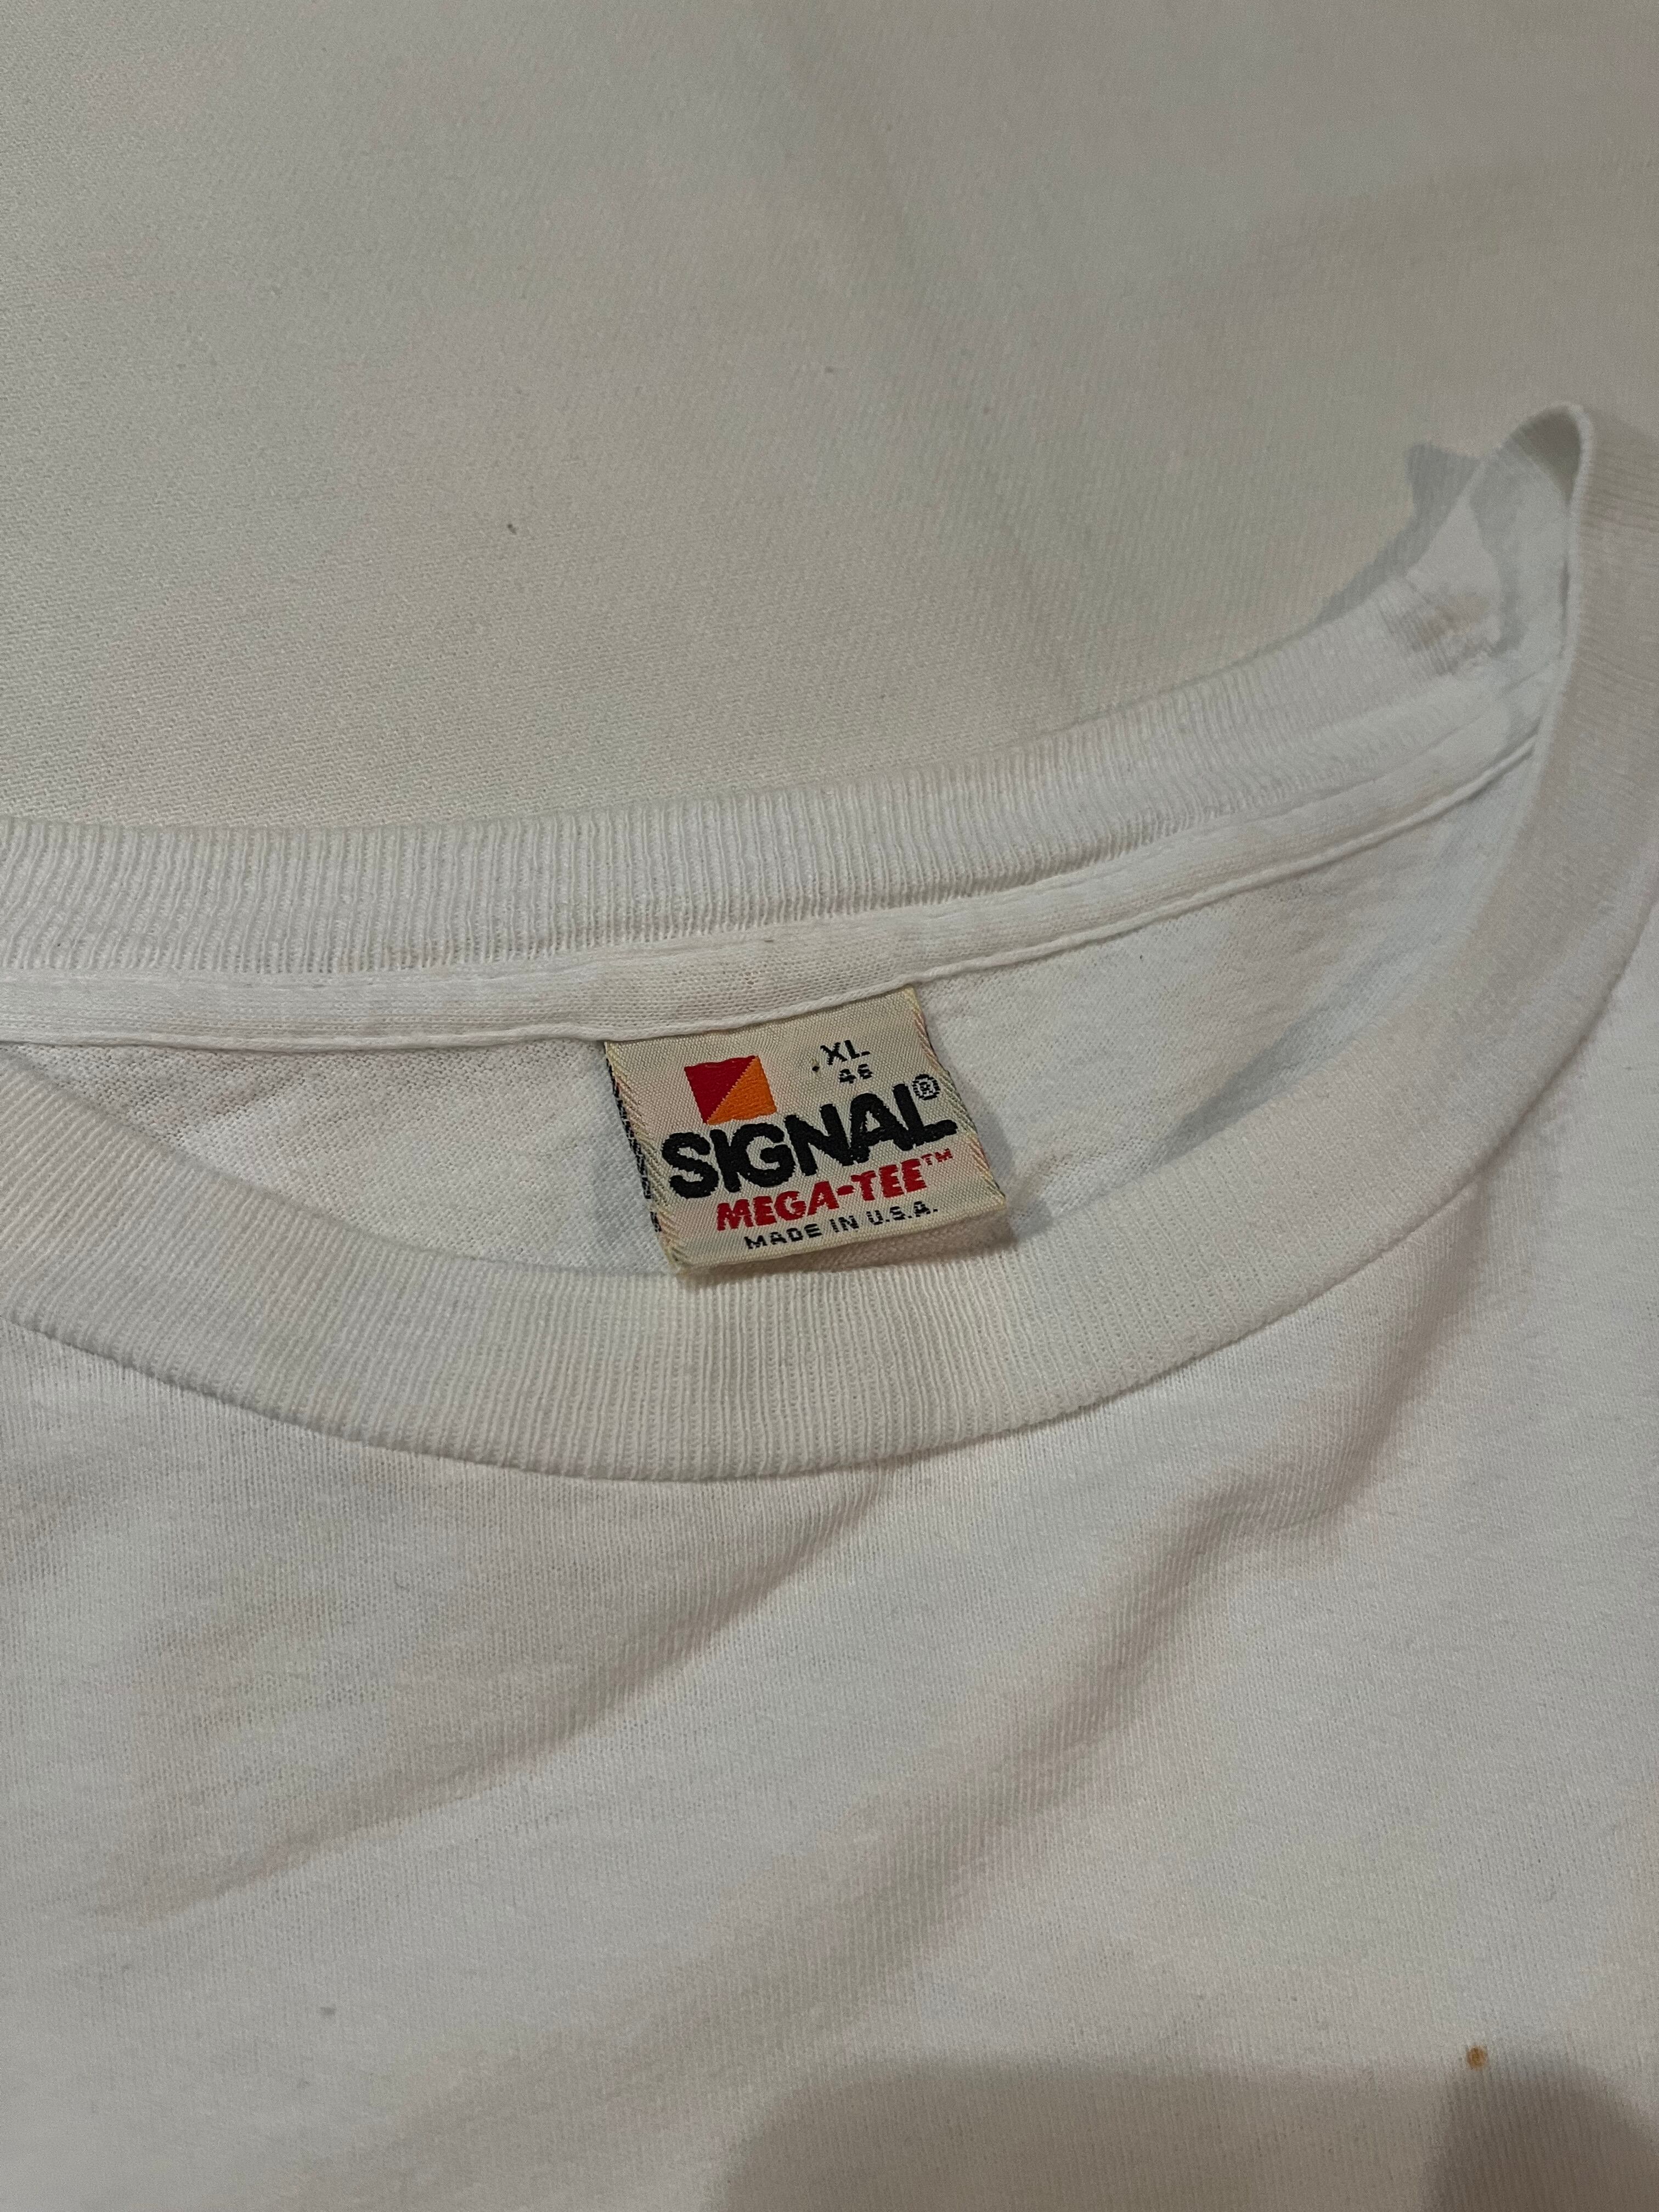 XL
46
SIGNAL®
MEGA-TEE™
MADE IN U.S.A.